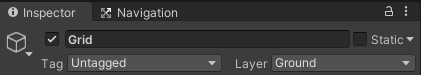 Inspector Navigation
Grid Static
Tag Untagged Layer Ground